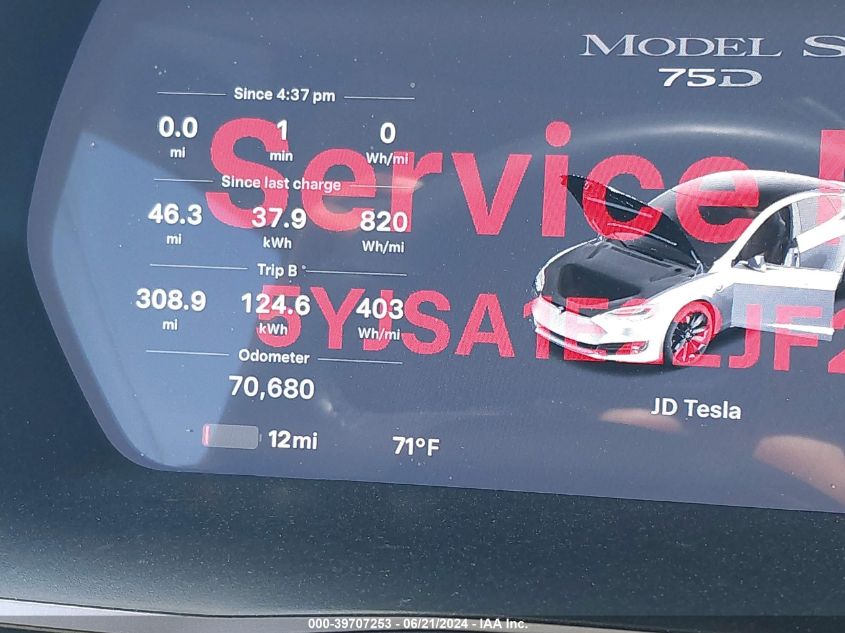 MODEL S
75D
Since 4:37 pm
0.0 1 0
mi min Wh/mi
Service
Since last charge
46.3 37.9 820
mi kWh Wh/mi
Trip B
308.9 124.6 403
mi kWh Wh/mi
Odometer
70,680
12mi 71°F
JD Tesla
000-39707253 - 06/21/2024 - IAA Inc.